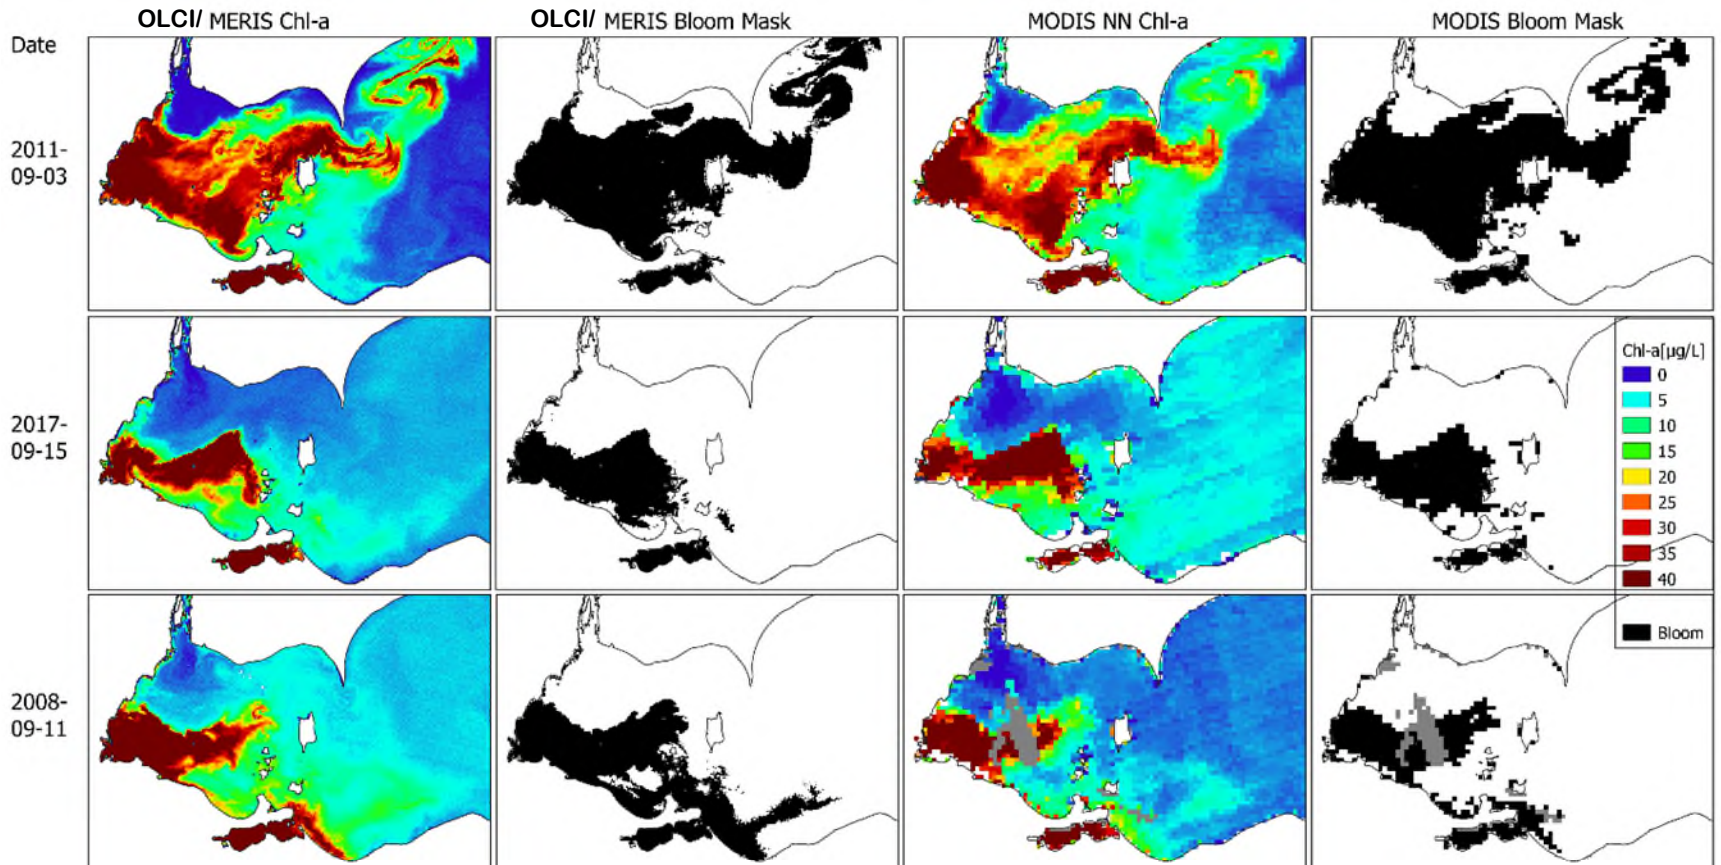 OLCI/ MERIS Chl-a
OLCI/ MERIS Bloom Mask
MODIS NN Chl-a
MODIS Bloom Mask
Date
2011-
09-03
2017-
09-15
2008-
09-11
Chl-a[µg/L]
0
5
10
15
20
25
30
35
40
Bloom